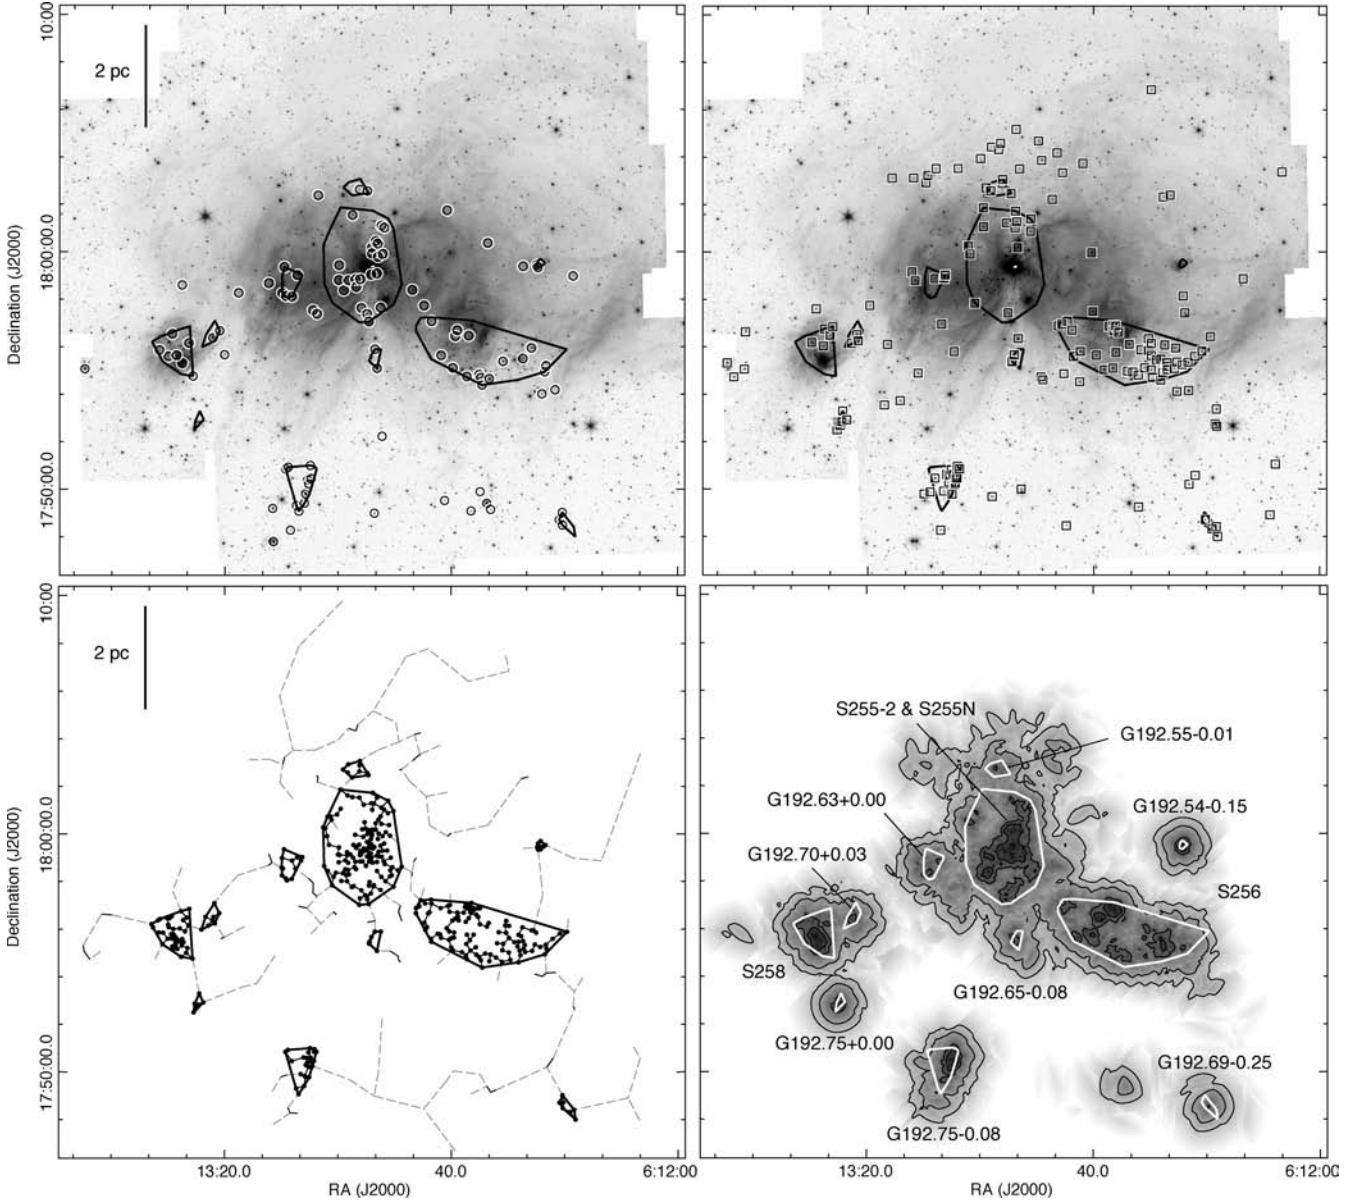 10:00
2 pc
18:00:00.0
Declination (J2000)
17:50:00.0
10:00
2 pc
S255-2 & S255N
G192.55-0.01
G192.63+0.00
G192.54-0.15
18:00:00.0
G192.70+0.03
S256
Declination (J2000)
S258
G192.65-0.08
G192.75+0.00
G192.69-0.25
17:50:00.0
G192.75-0.08
13:20.0
40.0
6:12:00
13:20.0
40.0
6:12:00
RA (J2000)
RA (J2000)